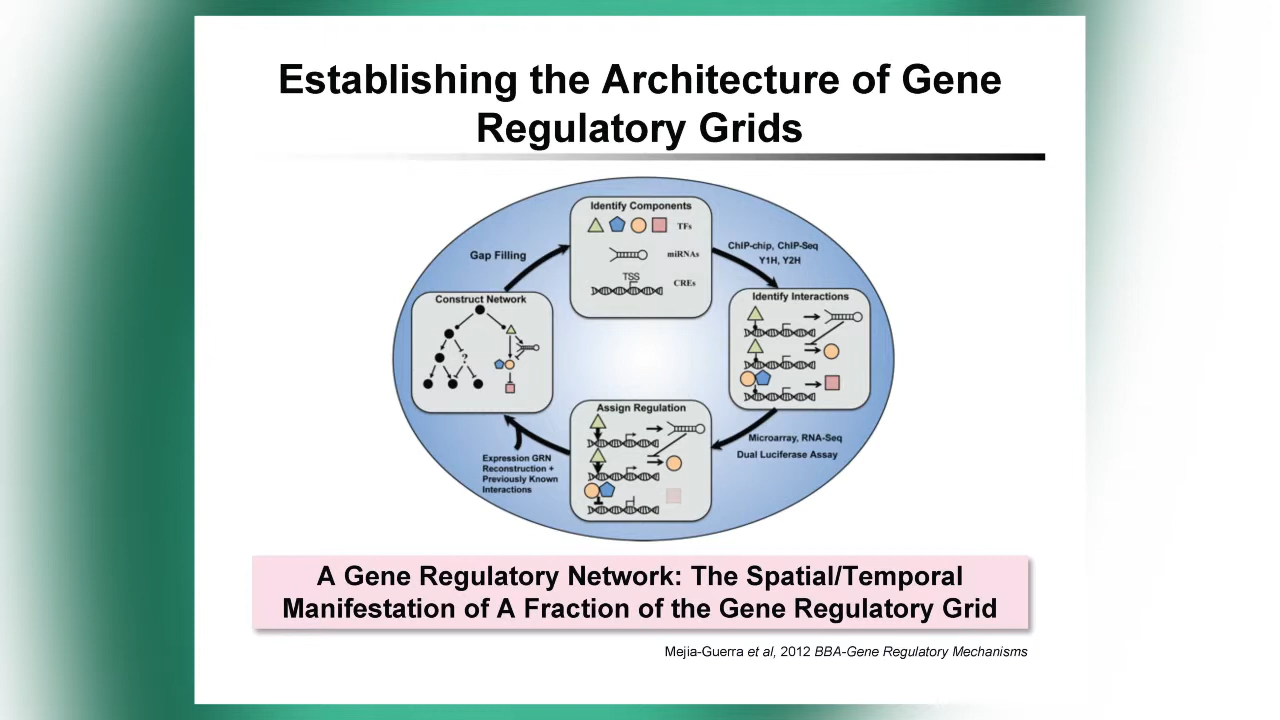 Establishing the Architecture of Gene
Regulatory Grids
Identify Components
TFs
miRNAs
TSS
CREs
Gap Filling
ChIP-chip, ChIP-Seq
Y1H, Y2H
Construct Network
?
Identify Interactions
Assign Regulation
Microarray, RNA-Seq
Dual Luciferase Assay
Expression GRN
Reconstruction +
Previously Known
Interactions
A Gene Regulatory Network: The Spatial/Temporal
Manifestation of A Fraction of the Gene Regulatory Grid
Mejia-Guerra et al, 2012 BBA-Gene Regulatory Mechanisms